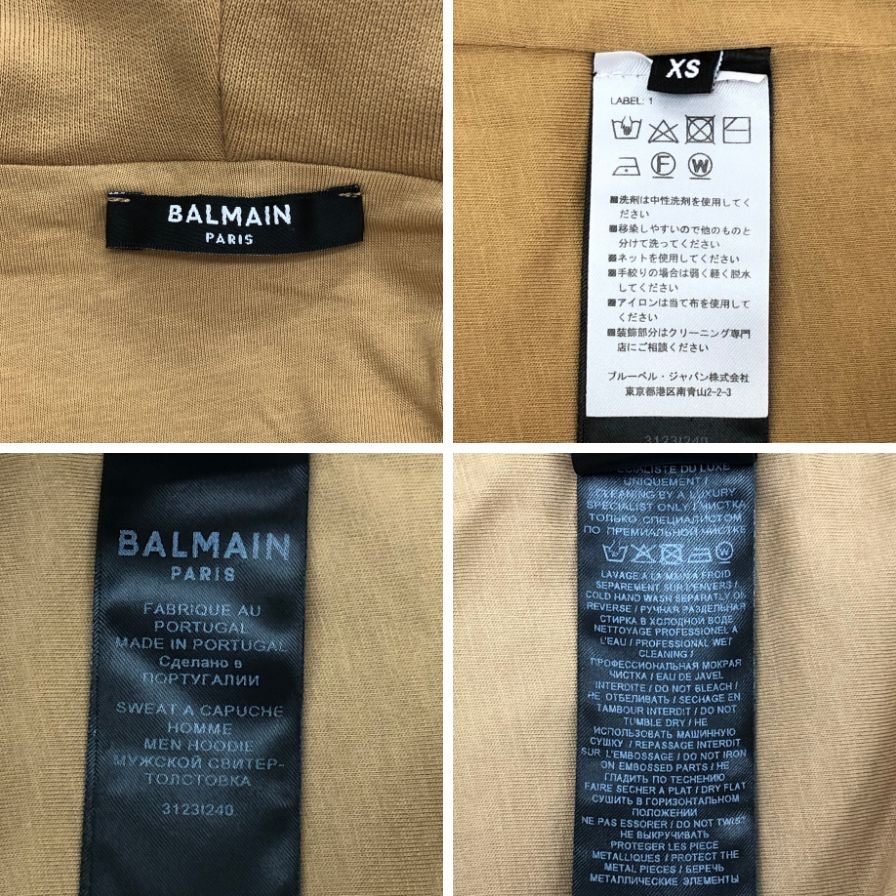 BALMAIN
PARIS
XS
LABEL: 1
F
W
■洗剤は中性洗剤を使用してく
ださい
■移染しやすいので他のものと
分けて洗ってください
■ネットを使用してください
■手絞りの場合は弱く軽く脱水
してください
■アイロンは当て布を使用して
ください
■装飾部分はクリーニング専門
店にご相談ください
ブルーベル・ジャパン株式会社
東京都港区南青山2-2-3
3123I240
BALMAIN
PARIS
FABRIQUE AU
PORTUGAL
MADE IN PORTUGAL
Сделано в
ПОРТУГАЛИИ
SWEAT A CAPUCHE
HOMME
MEN HOODIE
МУЖСКОЙ СВИТЕР-
ТОЛСТОВКА
3123I240
SPECIALISTE DU LUXE
UNIQUEMENT /
CLEANING BY A LUXURY
SPECIALIST ONLY / ЧИСТКА
ТОЛЬКО СПЕЦИАЛИСТОМ
ПО ПРЕМИАЛЬНОЙ ЧИСТКЕ
W
LAVAGE A LA MAIN A FROID
SEPAREMENT SUR L'ENVERS /
COLD HAND WASH SEPARATLY ON
REVERSE / РУЧНАЯ РАЗДЕЛЬНАЯ
СТИРКА В ХОЛОДНОЙ ВОДЕ
NETTOYAGE PROFESSIONEL A
L'EAU / PROFESSIONAL WET
CLEANING /
ПРОФЕССИОНАЛЬНАЯ МОКРАЯ
ЧИСТКА / EAU DE JAVEL
INTERDITE / DO NOT BLEACH /
НЕ ОТБЕЛИВАТЬ / SECHAGE EN
TAMBOUR INTERDIT / DO NOT
TUMBLE DRY / НЕ
ИСПОЛЬЗОВАТЬ МАШИННУЮ
СУШКУ / REPASSAGE INTERDIT
SUR L'EMBOSSAGE / DO NOT IRON
ON EMBOSSED PARTS / НЕ
ГЛАДИТЬ ПО ТЕСНЕНИЮ
FAIRE SECHER A PLAT / DRY FLAT
СУШИТЬ В ГОРИЗОНТАЛЬНОМ
ПОЛОЖЕНИИ
NE PAS ESSORER / DO NOT TWIST
НЕ ВЫКРУЧИВАТЬ
PROTEGER LES PIECE
METALLIQUES / PROTECT THE
METAL PIECES / БЕРЕЧЬ
МЕТАЛЛИЧЕСКИЕ ЭЛЕМЕНТЫ